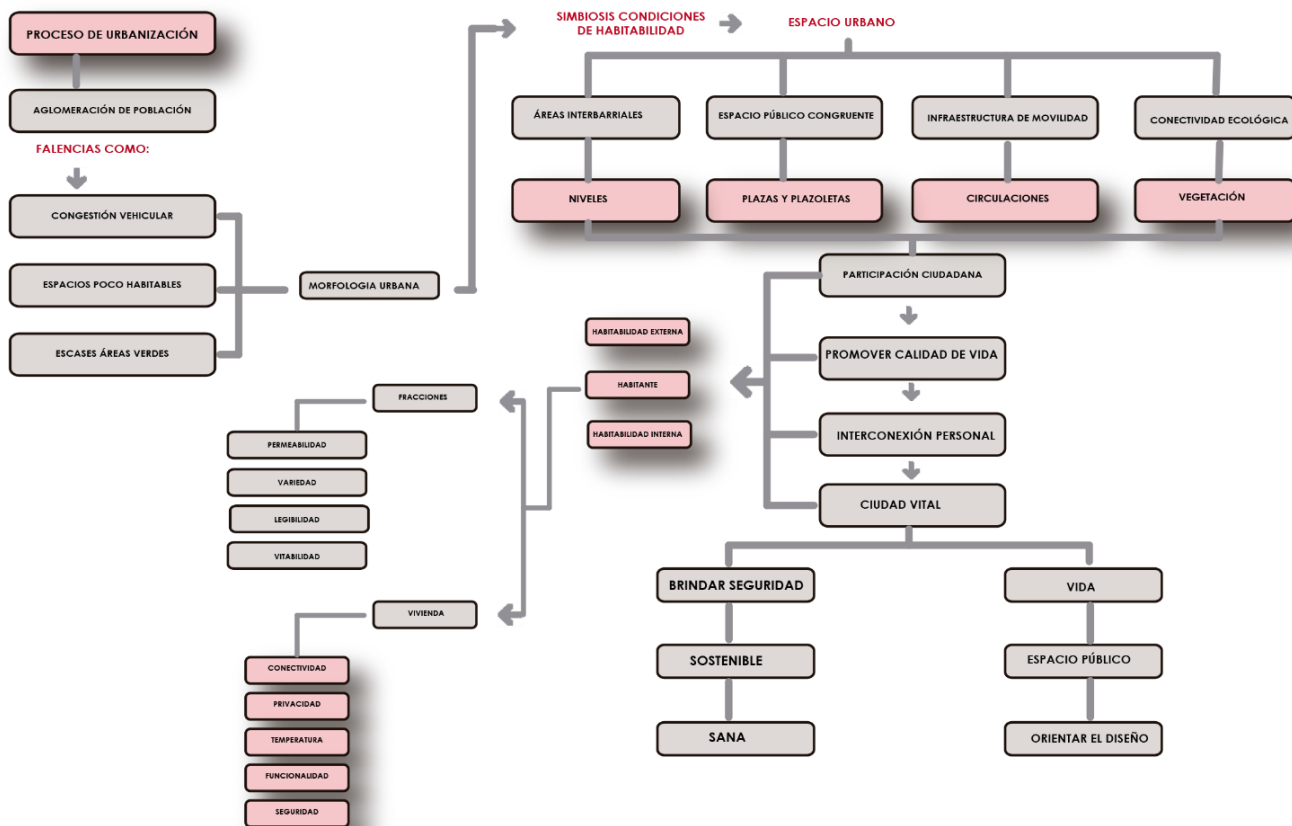 PROCESO DE URBANIZACIÓN
AGLOMERACIÓN DE POBLACIÓN
FALENCIAS COMO:
CONGESTIÓN VEHICULAR
ESPACIOS POCO HABITABLES
ESCASES ÁREAS VERDES
MORFOLOGIA URBANA
SIMBIOSIS CONDICIONES
DE HABITABILIDAD
ESPACIO URBANO
ÁREAS INTERBARRIALES
ESPACIO PÚBLICO CONGRUENTE
INFRAESTRUCTURA DE MOVILIDAD
CONECTIVIDAD ECOLÓGICA
NIVELES
PLAZAS Y PLAZOLETAS
CIRCULACIONES
VEGETACIÓN
PARTICIPACIÓN CIUDADANA
PROMOVER CALIDAD DE VIDA
INTERCONEXIÓN PERSONAL
CIUDAD VITAL
HABITABILIDAD EXTERNA
HABITANTE
HABITABILIDAD INTERNA
FRACCIONES
PERMEABILIDAD
VARIEDAD
LEGIBILIDAD
VITABILIDAD
VIVIENDA
CONECTIVIDAD
PRIVACIDAD
TEMPERATURA
FUNCIONALIDAD
SEGURIDAD
BRINDAR SEGURIDAD
SOSTENIBLE
SANA
VIDA
ESPACIO PÚBLICO
ORIENTAR EL DISEÑO